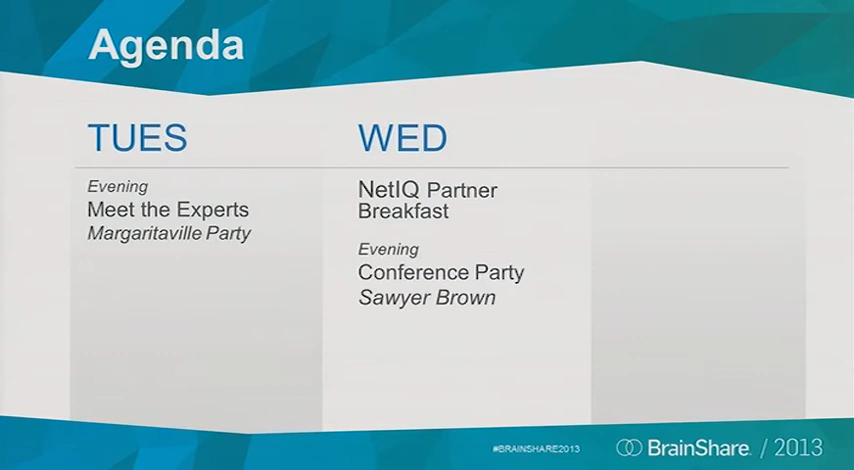 Agenda
TUES
Evening
Meet the Experts
Margaritaville Party
WED
NetIQ Partner
Breakfast
Evening
Conference Party
Sawyer Brown
#BRAINSHARE2013
BrainShare. / 2013